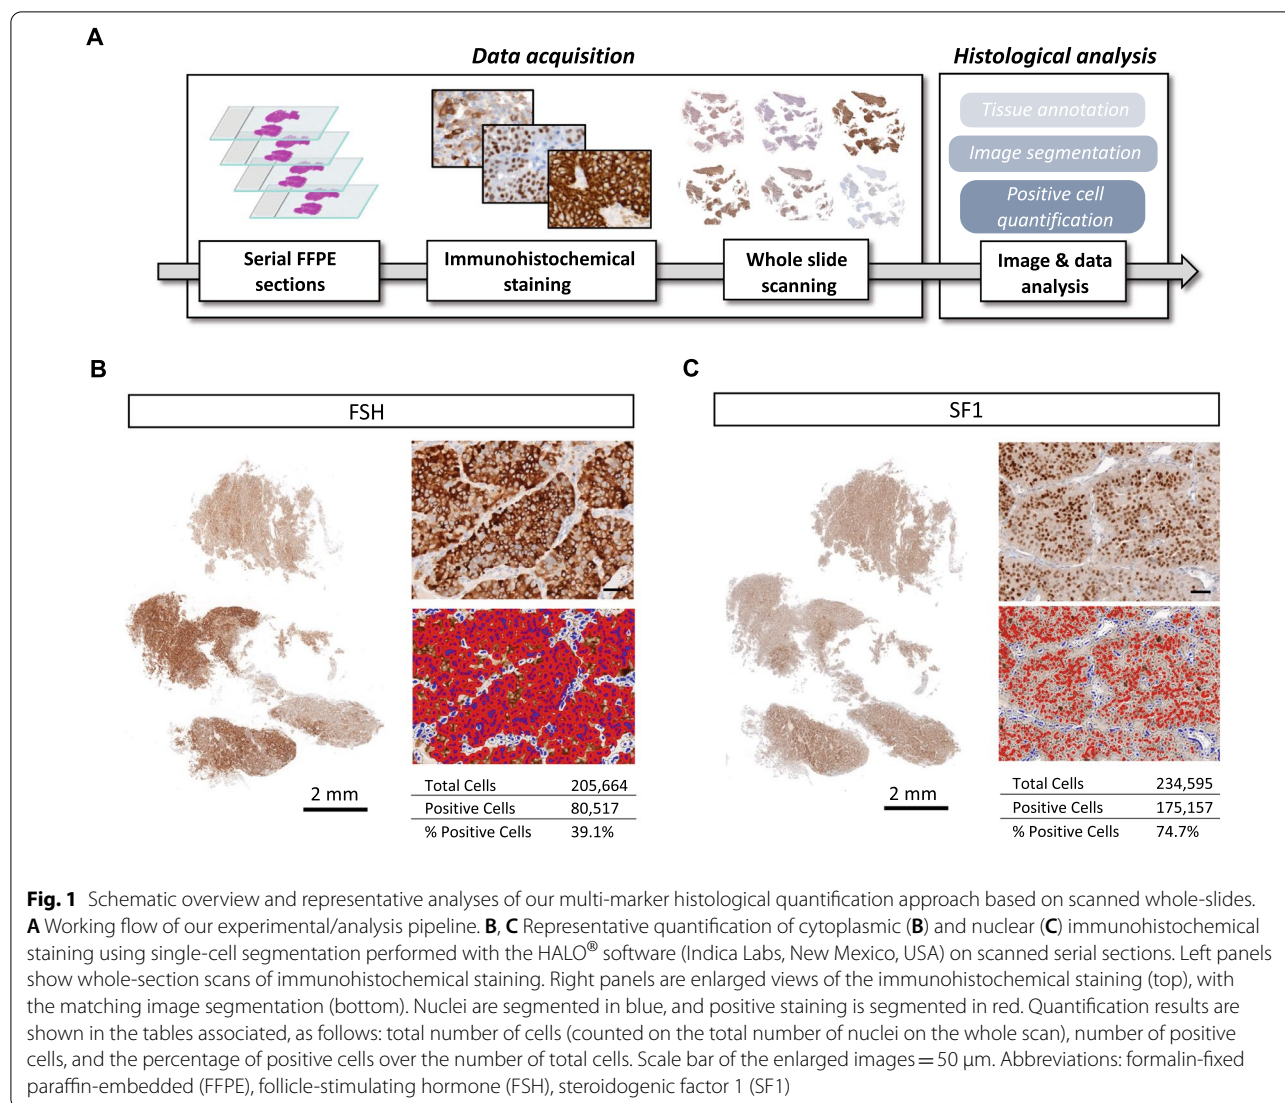 A
Data acquisition
Histological analysis
Tissue annotation
Image segmentation
Positive cell
quantification
Serial FFPE
sections
Immunohistochemical
staining
Whole slide
scanning
Image & data
analysis
B
FSH
2 mm
Total Cells 205,664
Positive Cells 80,517
% Positive Cells 39.1%
C
SF1
2 mm
Total Cells 234,595
Positive Cells 175,157
% Positive Cells 74.7%
Fig. 1 Schematic overview and representative analyses of our multi-marker histological quantification approach based on scanned whole-slides.
A Working flow of our experimental/analysis pipeline. B, C Representative quantification of cytoplasmic (B) and nuclear (C) immunohistochemical
staining using single-cell segmentation performed with the HALO® software (Indica Labs, New Mexico, USA) on scanned serial sections. Left panels
show whole-section scans of immunohistochemical staining. Right panels are enlarged views of the immunohistochemical staining (top), with
the matching image segmentation (bottom). Nuclei are segmented in blue, and positive staining is segmented in red. Quantification results are
shown in the tables associated, as follows: total number of cells (counted on the total number of nuclei on the whole scan), number of positive
cells, and the percentage of positive cells over the number of total cells. Scale bar of the enlarged images = 50 μm. Abbreviations: formalin-fixed
paraffin-embedded (FFPE), follicle-stimulating hormone (FSH), steroidogenic factor 1 (SF1)